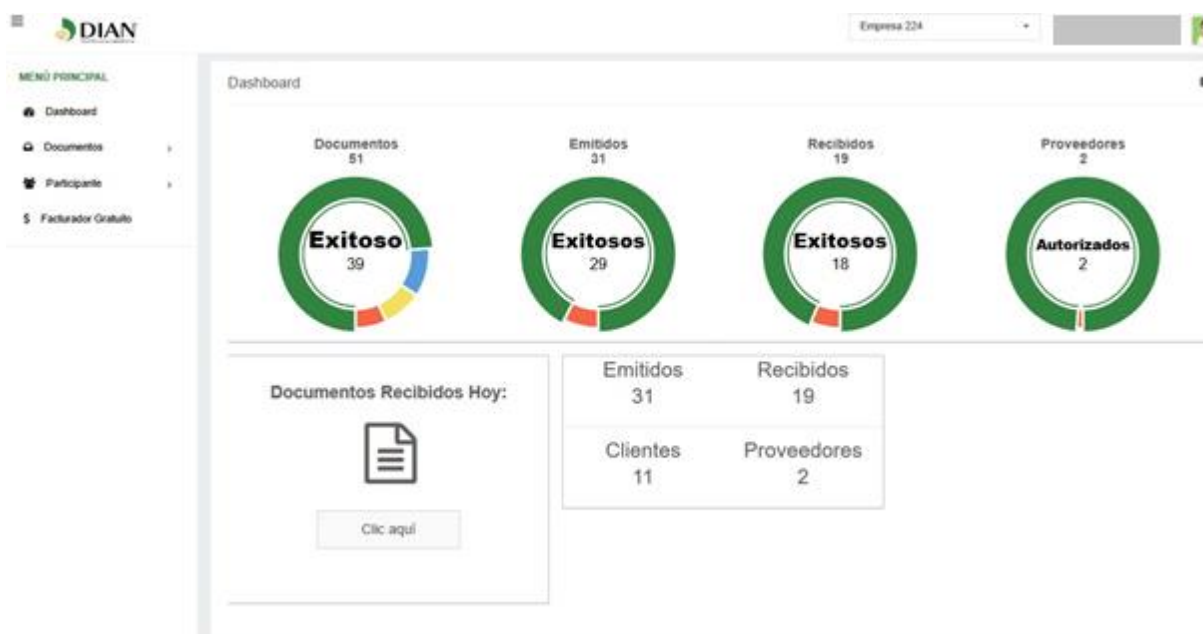 DIAN
Empresa 224
MENÚ PRINCIPAL
Dashboard
Documentos
Participante
$ Facturador Gratuito
Dashboard
Documentos
51
Exitoso
39
Emitidos
31
Exitosos
29
Recibidos
19
Exitosos
18
Proveedores
2
Autorizados
2
Documentos Recibidos Hoy:
Clic aquí
Emitidos
31
Recibidos
19
Clientes
11
Proveedores
2